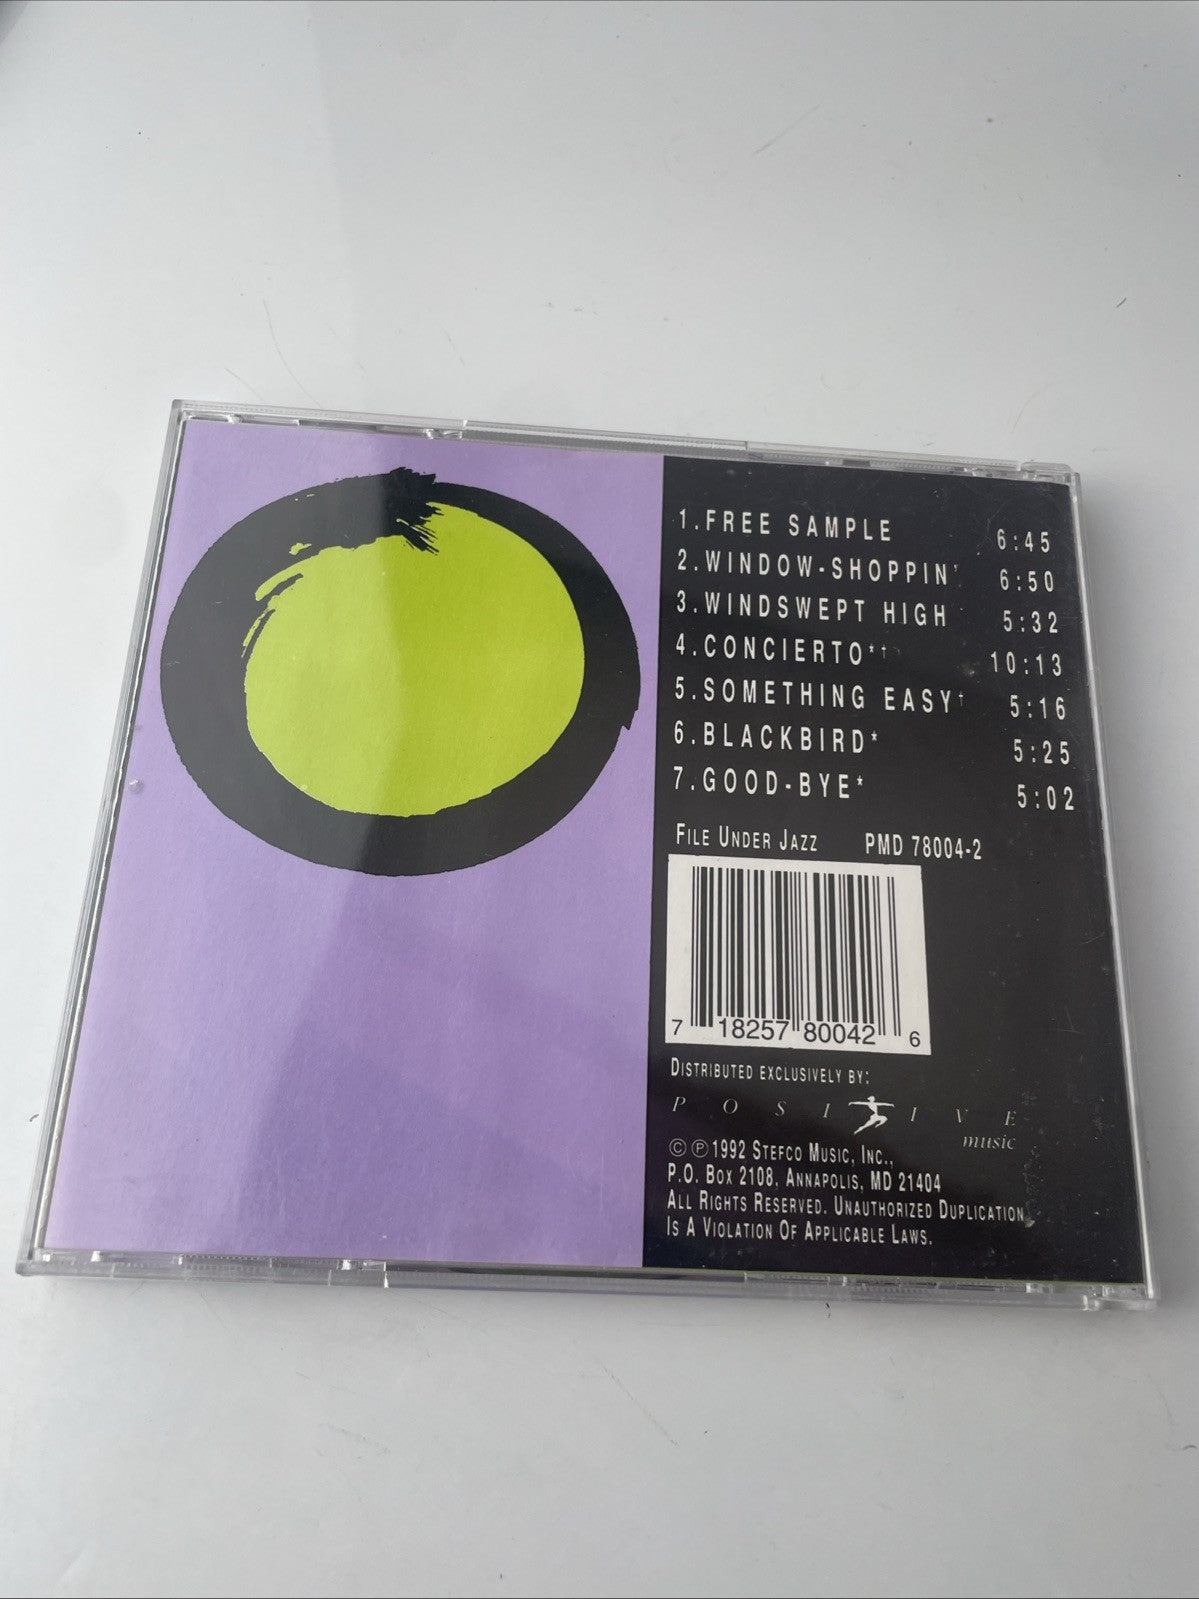 1. FREE SAMPLE 6:45
2. WINDOW-SHOPPIN' 6:50
3. WINDSWEPT HIGH 5:32
4. CONCIERTO*† 10:13
5. SOMETHING EASY† 5:16
6. BLACKBIRD* 5:25
7. GOOD-BYE* 5:02
FILE UNDER JAZZ PMD 78004-2
7 18257 80042 6
DISTRIBUTED EXCLUSIVELY BY:
POSITIVE
music
© ℗ 1992 STEFCO MUSIC, INC.,
P.O. BOX 2108, ANNAPOLIS, MD 21404
ALL RIGHTS RESERVED. UNAUTHORIZED DUPLICATION
IS A VIOLATION OF APPLICABLE LAWS.